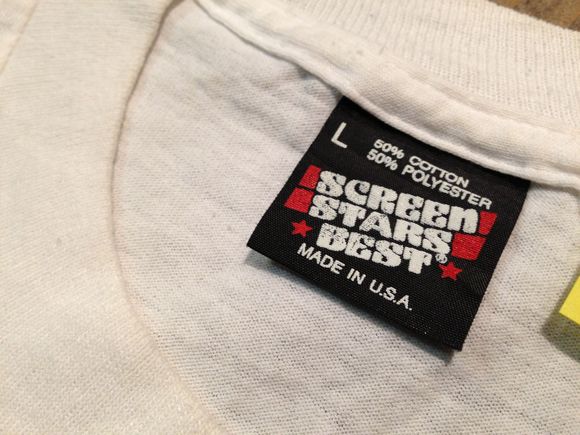 L
50% COTTON
50% POLYESTER
SCREEN
STARS
BEST®
MADE IN U.S.A.